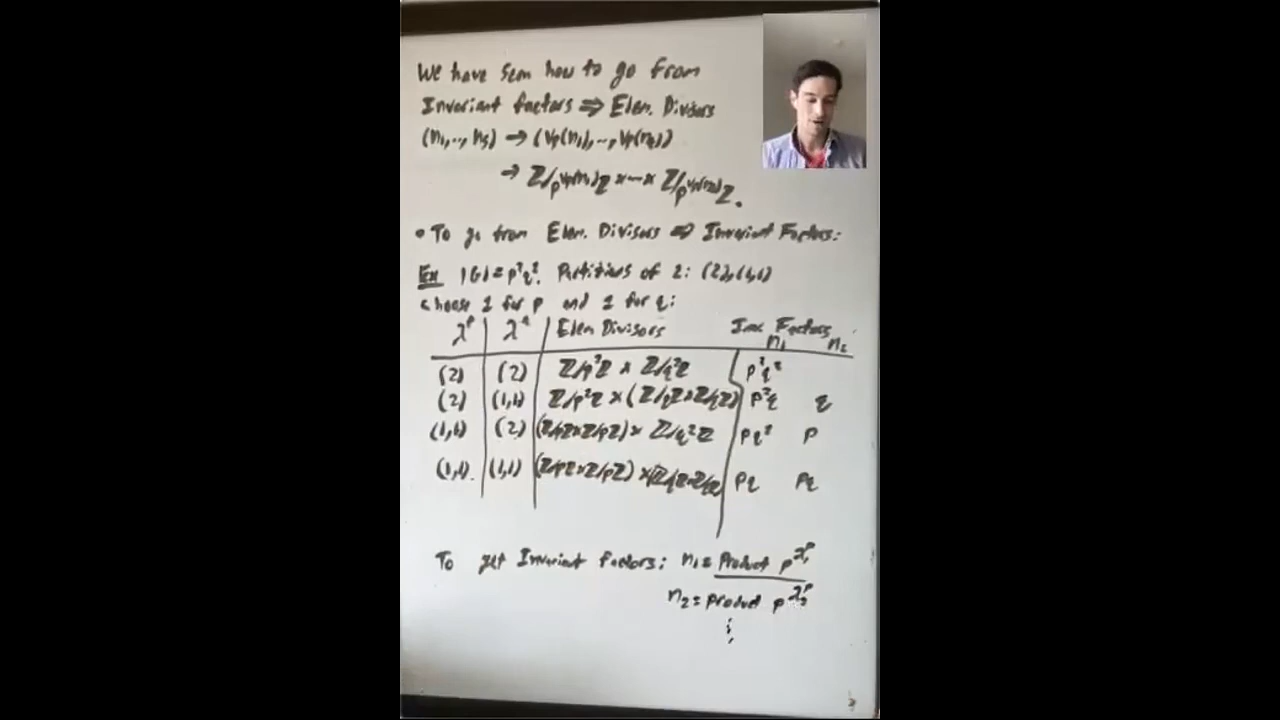 We have seen how to go from
Invariant factors ⇒ Elem. Divisors
(n₁,..., nₛ) → (vₚ(n₁),..., vₚ(nₛ))
→ ℤ/p^{vₚ(n₁)}ℤ × ··· × ℤ/p^{vₚ(nₛ)}ℤ.
• To go from Elem. Divisors ⇒ Invariant Factors:
Ex |G| = p²q². Partitions of 2: (2), (1,1)
Choose 1 for p and 1 for q:
λᵖ λ^q Elem Divisors Inv. Factors
n₁ n₂
(2) (2) ℤ/p²ℤ × ℤ/q²ℤ p²q²
(2) (1,1) ℤ/p²ℤ × (ℤ/qℤ×ℤ/qℤ) p²q q
(1,1) (2) (ℤ/pℤ×ℤ/pℤ) × ℤ/q²ℤ pq² p
(1,1) (1,1) (ℤ/pℤ×ℤ/pℤ) × (ℤ/qℤ×ℤ/qℤ) pq pq
To get Invariant factors: n₁ = Product p^{λ₁ᵖ}
n₂ = product p^{λ₂ᵖ}
⋮